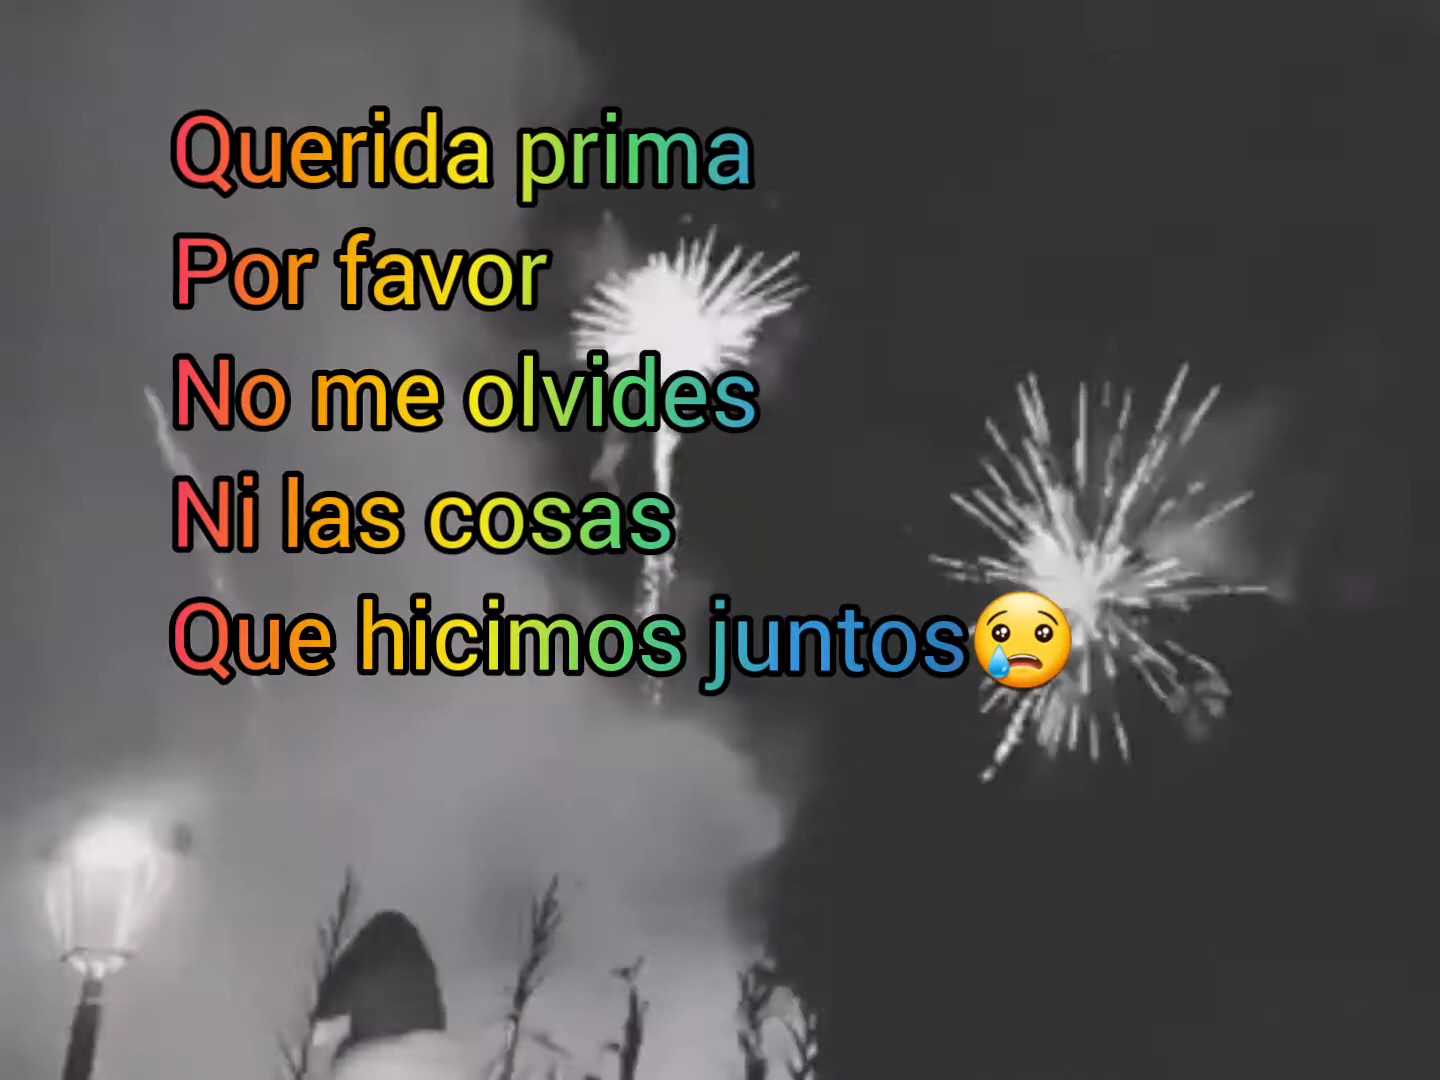 Querida prima
Por favor
No me olvides
Ni las cosas
Que hicimos juntos😢